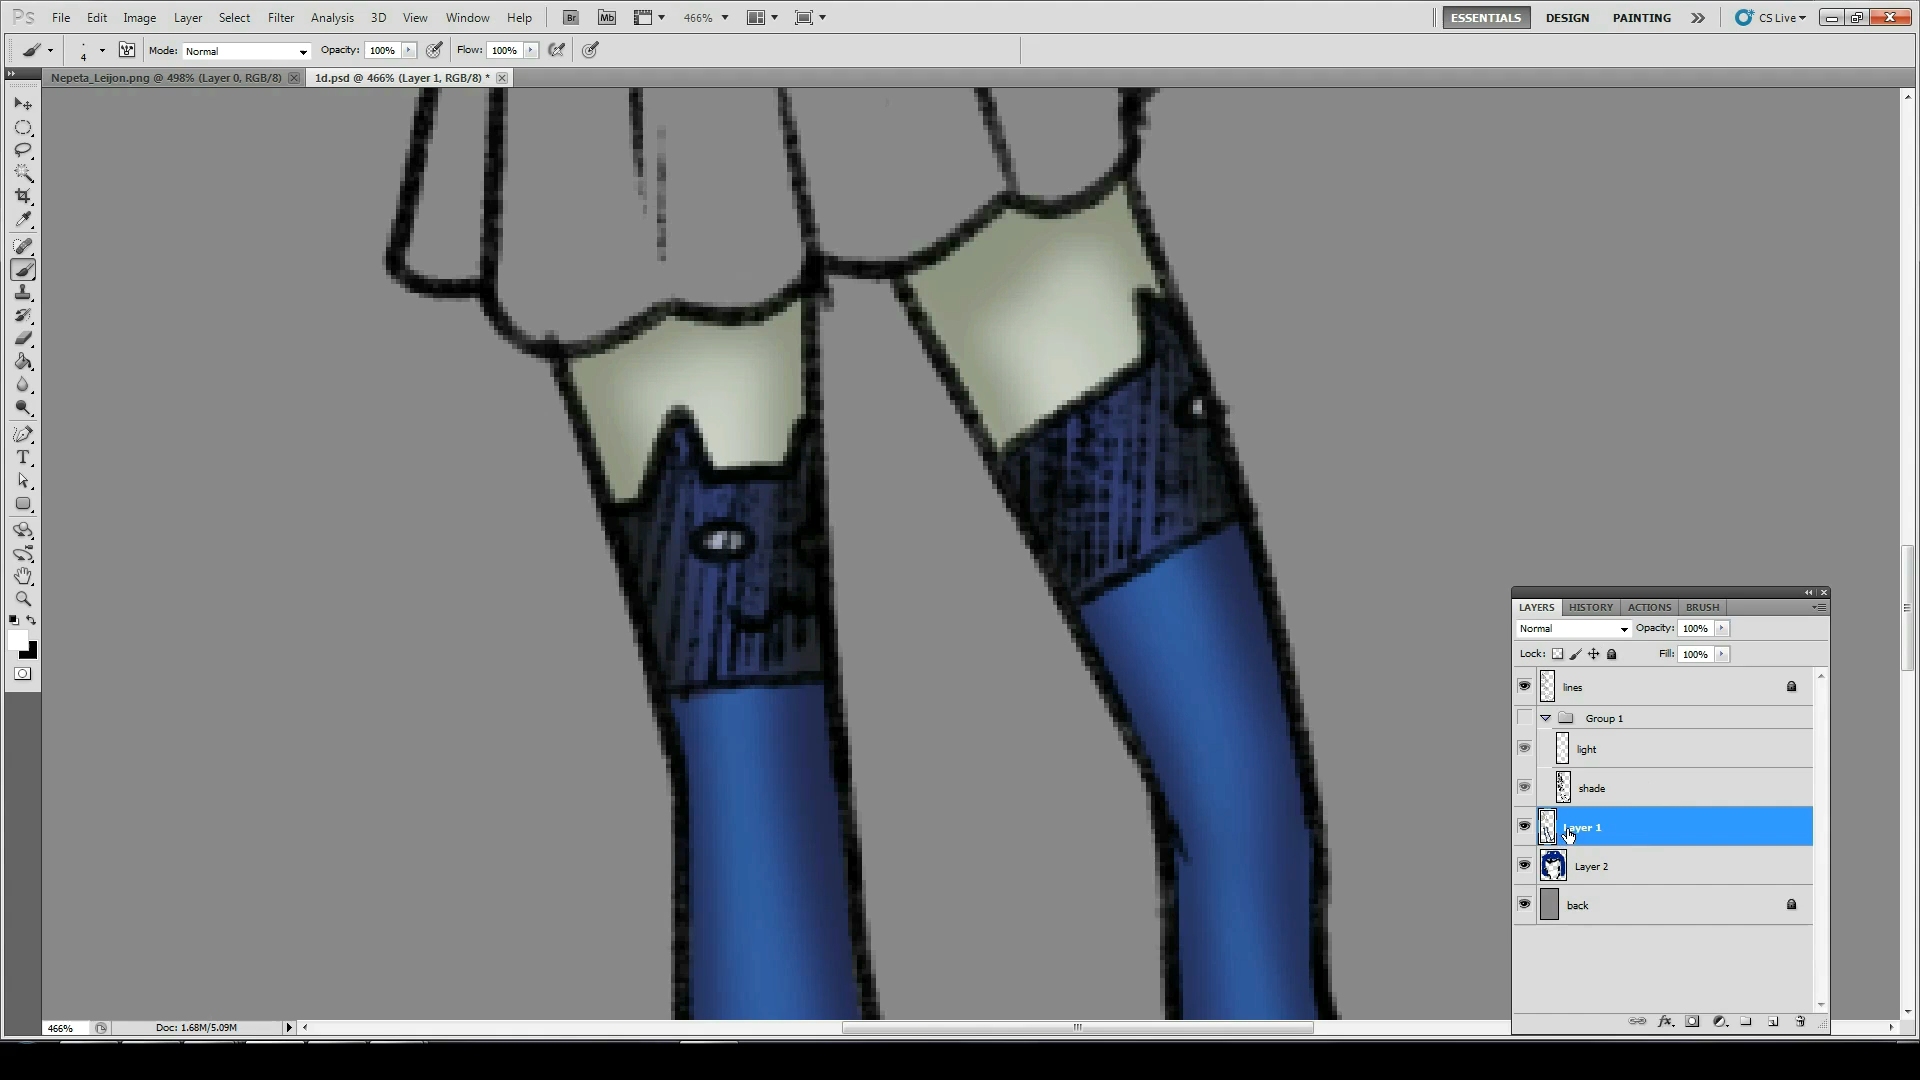 Ps File Edit Image Layer Select Filter Analysis 3D View Window Help Br Mb 466% ESSENTIALS DESIGN PAINTING CS Live
4 Mode: Normal Opacity: 100% Flow: 100%
Nepeta_Leijon.png @ 498% (Layer 0, RGB/8) 1d.psd @ 466% (Layer 1, RGB/8) *
LAYERS HISTORY ACTIONS BRUSH
Normal Opacity: 100%
Lock: Fill: 100%
lines
Group 1
light
shade
Layer 1
Layer 2
back
466% Doc: 1.68M/5.09M